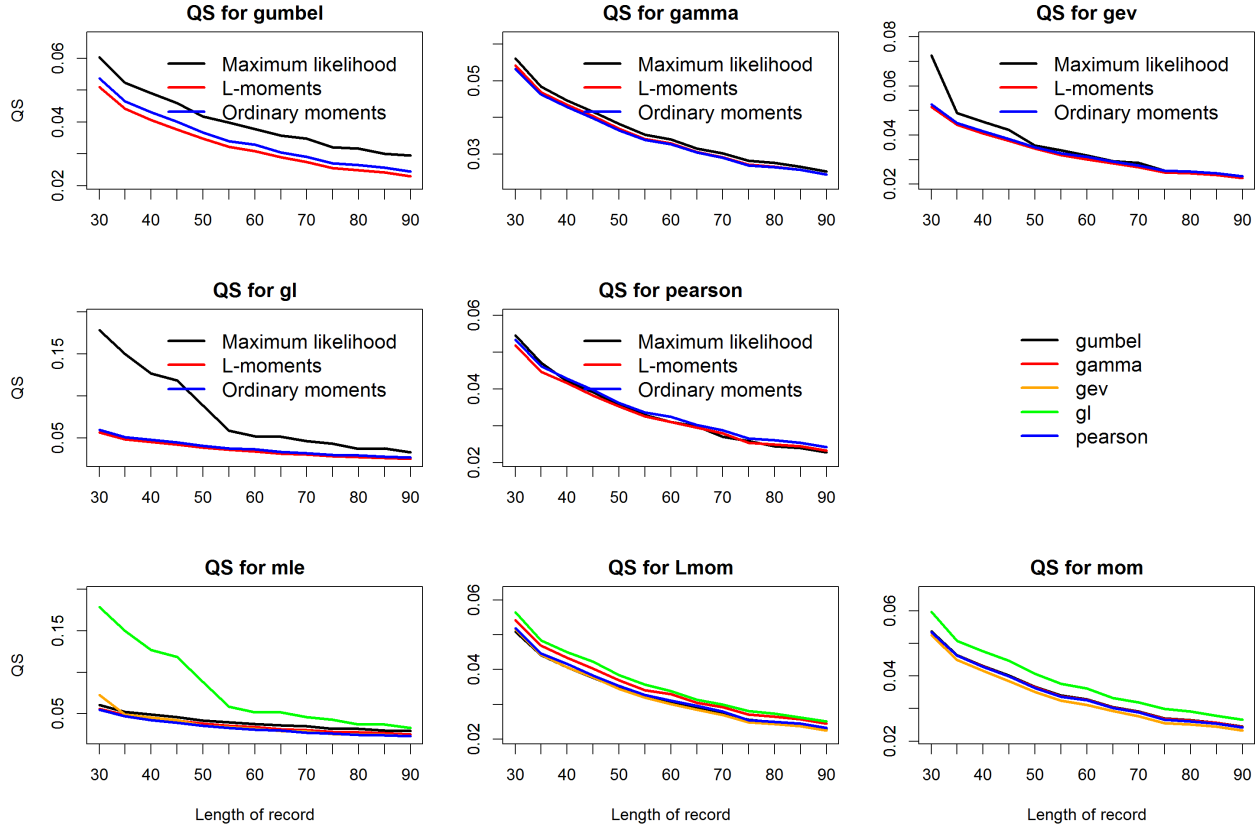 QS for gumbel
QS for gamma
QS for gev
QS
0.02
0.04
0.06
Maximum likelihood
L-moments
Ordinary moments
30 40 50 60 70 80 90
0.03
0.05
Maximum likelihood
L-moments
Ordinary moments
30 40 50 60 70 80 90
0.02
0.04
0.06
0.08
Maximum likelihood
L-moments
Ordinary moments
30 40 50 60 70 80 90
QS for gl
QS for pearson
QS
0.05
0.15
Maximum likelihood
L-moments
Ordinary moments
30 40 50 60 70 80 90
0.02
0.04
0.06
Maximum likelihood
L-moments
Ordinary moments
30 40 50 60 70 80 90
gumbel
gamma
gev
gl
pearson
QS for mle
QS for Lmom
QS for mom
QS
0.05
0.15
30 40 50 60 70 80 90
Length of record
0.02
0.04
0.06
30 40 50 60 70 80 90
Length of record
0.02
0.04
0.06
30 40 50 60 70 80 90
Length of record